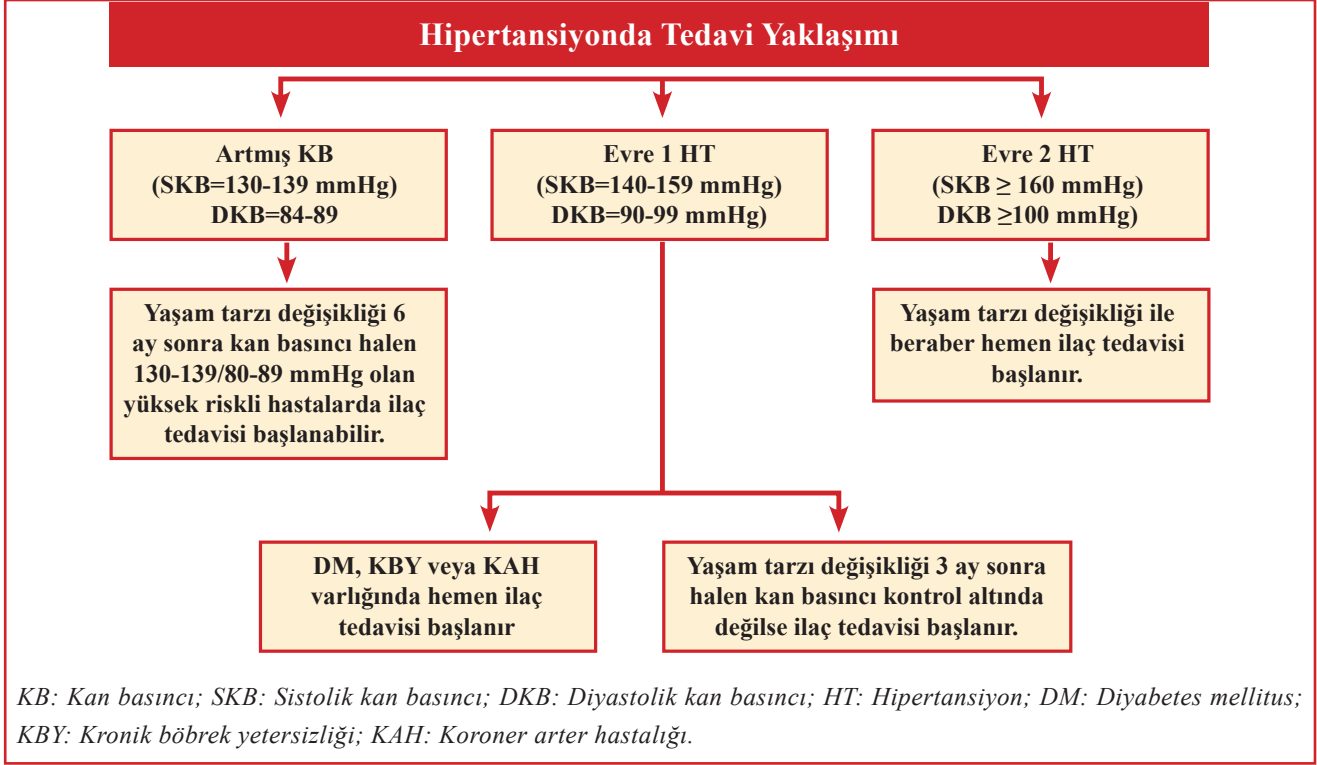 Hipertansiyonda Tedavi Yaklaşımı
Artmış KB
(SKB=130-139 mmHg)
DKB=84-89
Evre 1 HT
(SKB=140-159 mmHg)
DKB=90-99 mmHg)
Evre 2 HT
(SKB ≥ 160 mmHg)
DKB ≥100 mmHg)
Yaşam tarzı değişikliği 6
ay sonra kan basıncı halen
130-139/80-89 mmHg olan
yüksek riskli hastalarda ilaç
tedavisi başlanabilir.
Yaşam tarzı değişikliği ile
beraber hemen ilaç tedavisi
başlanır.
DM, KBY veya KAH
varlığında hemen ilaç
tedavisi başlanır
Yaşam tarzı değişikliği 3 ay sonra
halen kan basıncı kontrol altında
değilse ilaç tedavisi başlanır.
KB: Kan basıncı; SKB: Sistolik kan basıncı; DKB: Diyastolik kan basıncı; HT: Hipertansiyon; DM: Diyabetes mellitus;
KBY: Kronik böbrek yetersizliği; KAH: Koroner arter hastalığı.